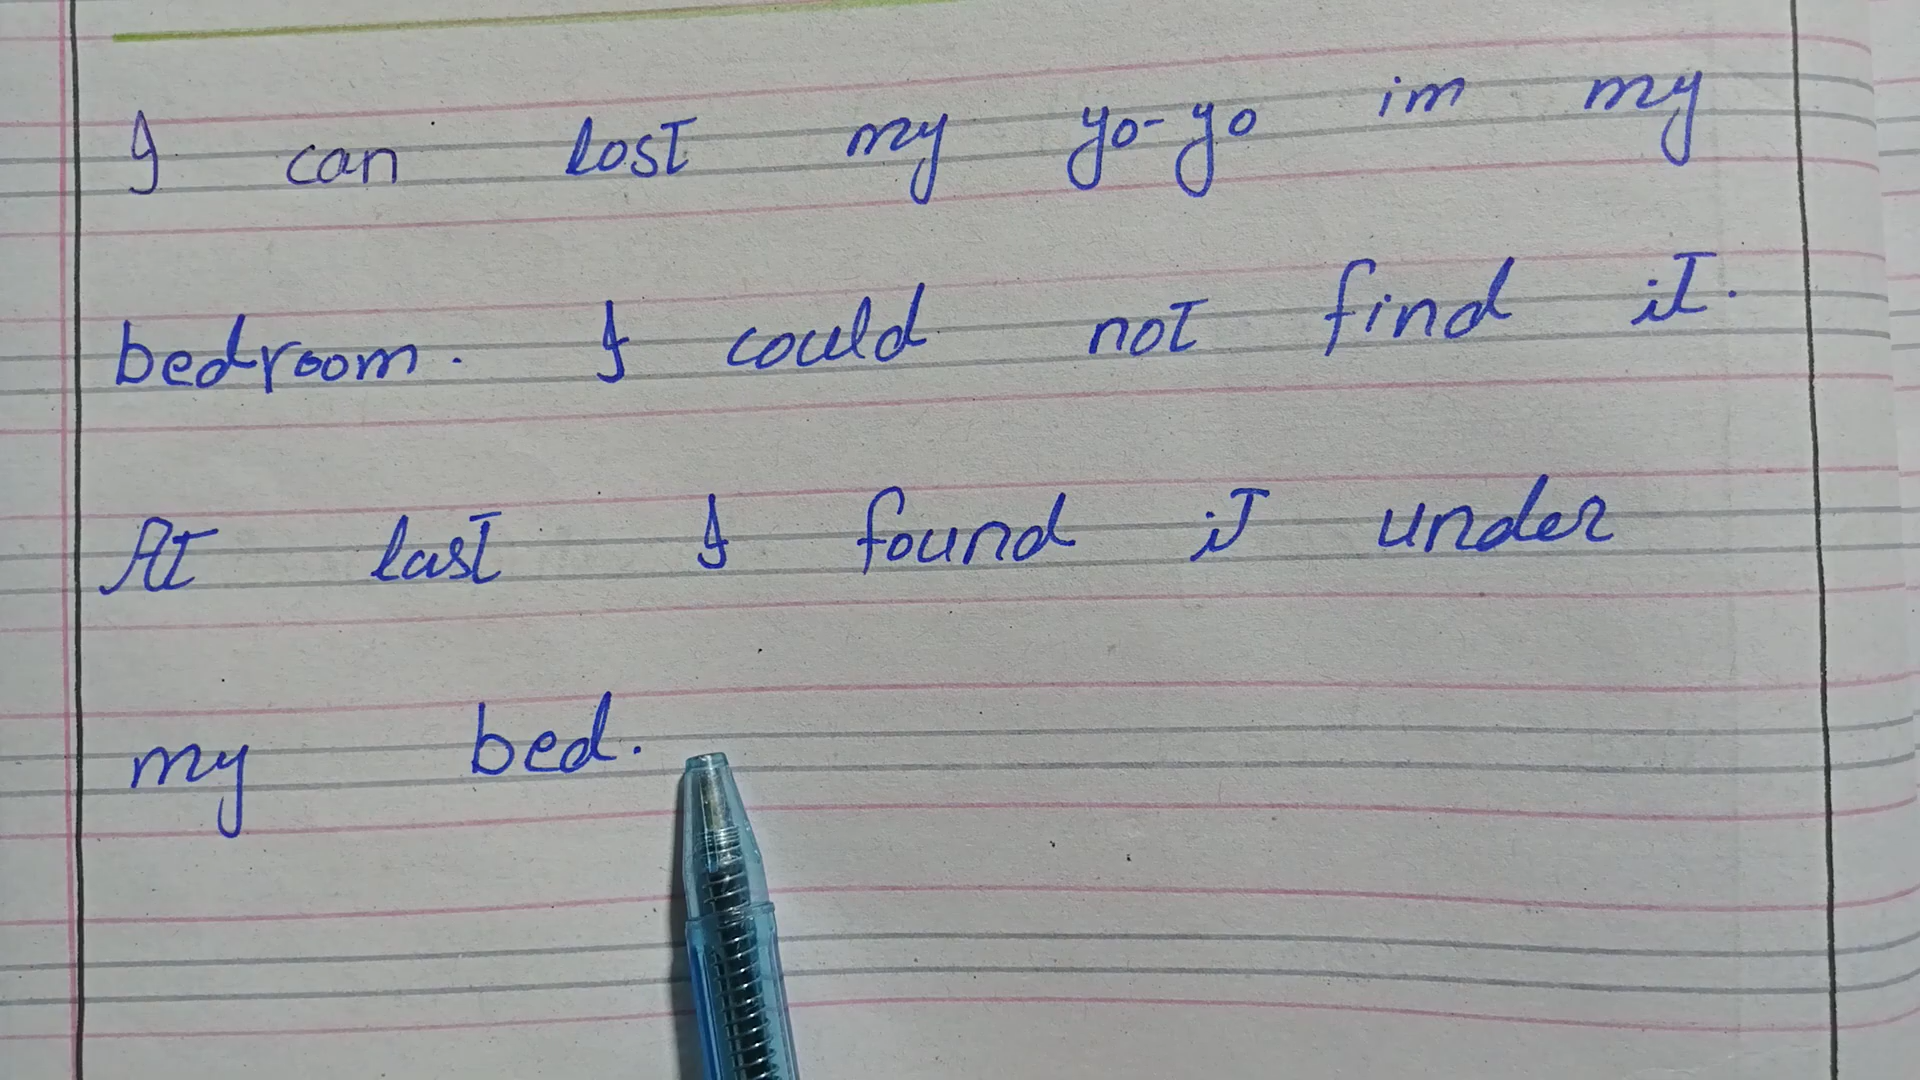 I can lost my yo-yo im my
bedroom. I could not find it.
At last I found it under
my bed.